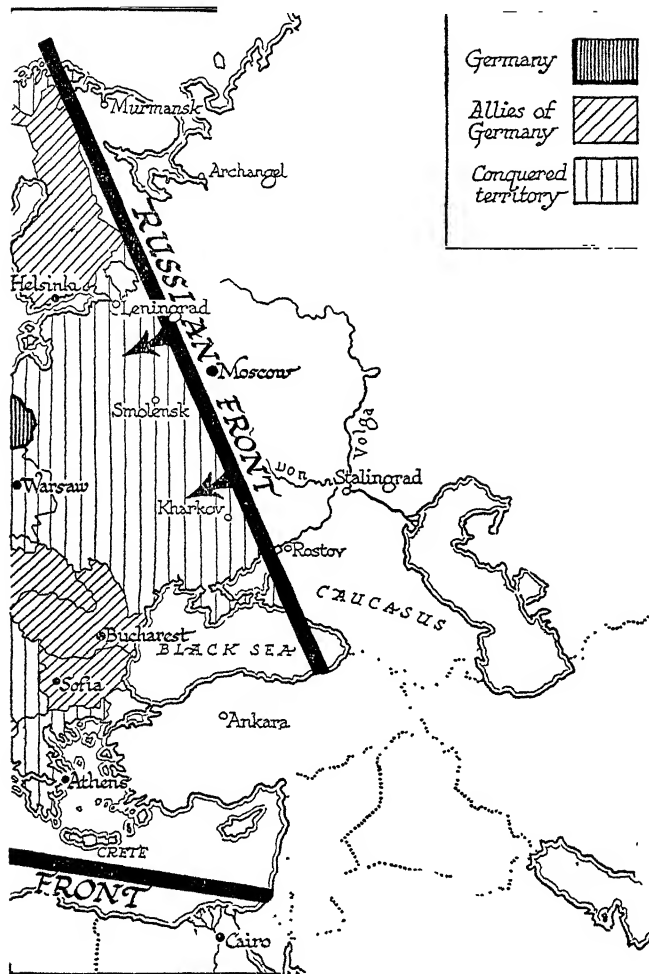 Germany
Allies of
Germany
Conquered
territory
Murmansk
Archangel
RUSSIAN FRONT
Helsinki
Leningrad
Moscow
Smolensk
Volga
Don
Stalingrad
Warsaw
Kharkov
Rostov
CAUCASUS
Bucharest
BLACK SEA
Sofia
Ankara
Athens
CRETE
FRONT
Cairo